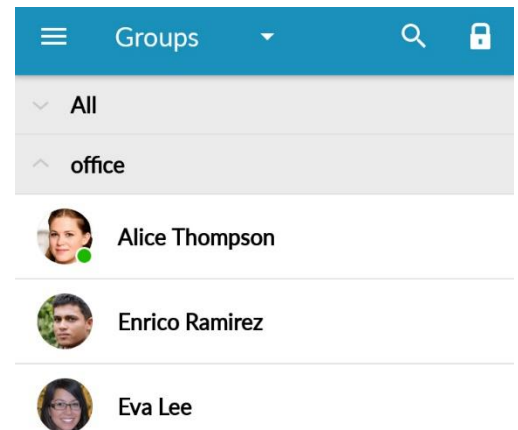 Groups
All
office
Alice Thompson
Enrico Ramirez
Eva Lee